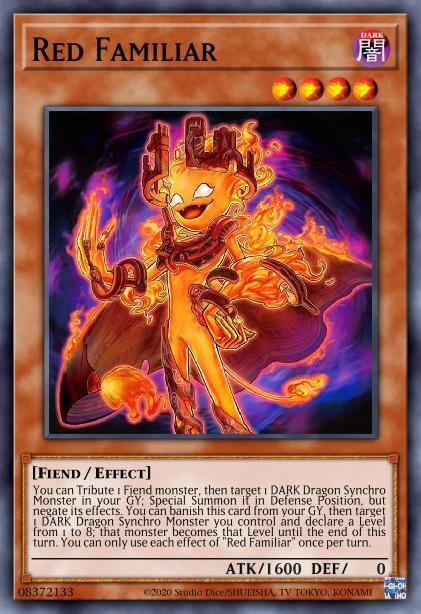 Red Familiar
DARK
闇
[Fiend / Effect]
You can Tribute 1 Fiend monster, then target 1 DARK Dragon Synchro
Monster in your GY; Special Summon it in Defense Position, but
negate its effects. You can banish this card from your GY, then target
1 DARK Dragon Synchro Monster you control and declare a Level
from 1 to 8; that monster becomes that Level until the end of this
turn. You can only use each effect of "Red Familiar" once per turn.
ATK/1600 DEF/ 0
08372133 ©2020 Studio Dice/SHUEISHA, TV TOKYO, KONAMI